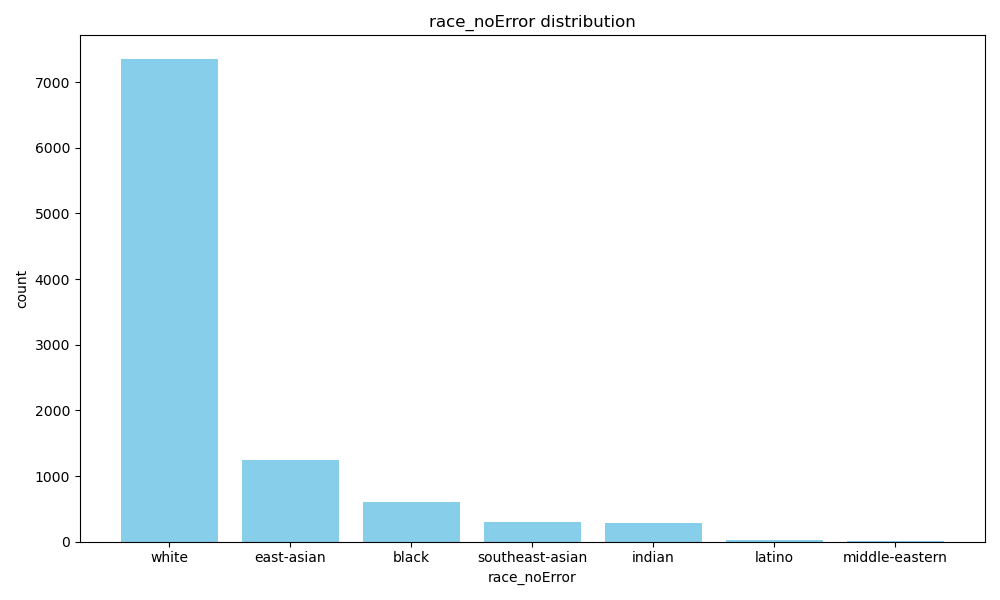 race_noError distribution
count
7000
6000
5000
4000
3000
2000
1000
0
white east-asian black southeast-asian indian latino middle-eastern
race_noError